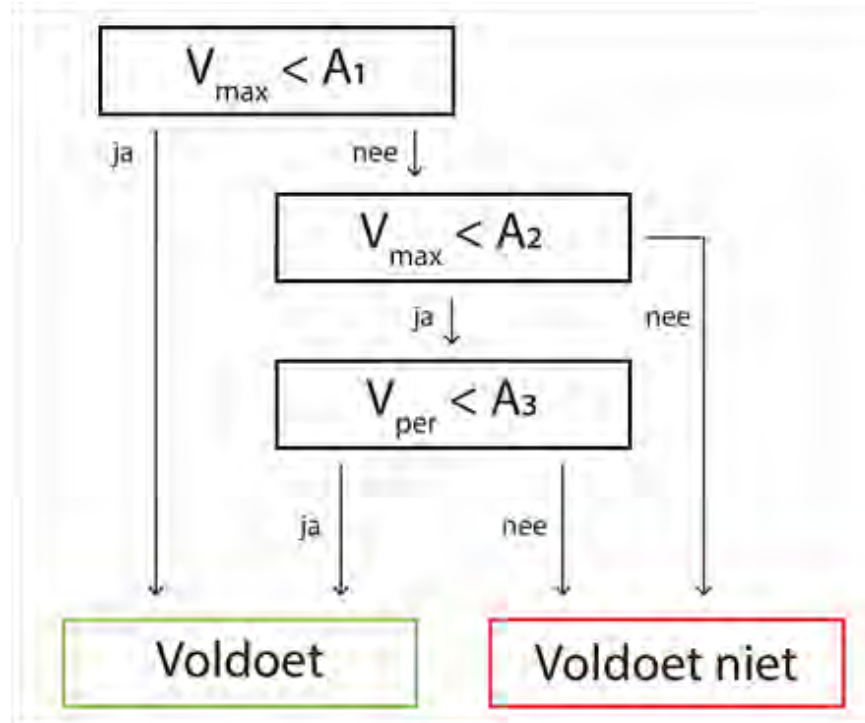 Vmax < A1
ja
nee
Vmax < A2
ja
nee
Vper < A3
ja
nee
Voldoet
Voldoet niet